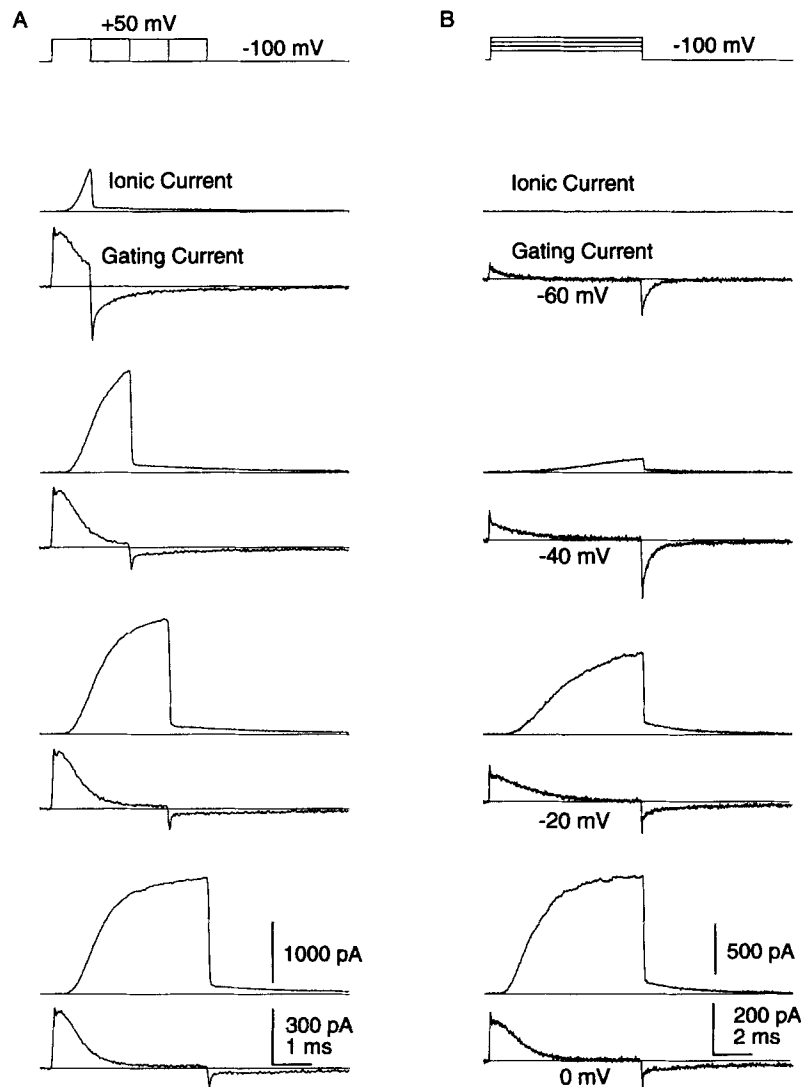 A
+50 mV
-100 mV
Ionic Current
Gating Current
1000 pA
300 pA
1 ms
B
-100 mV
Ionic Current
Gating Current
-60 mV
-40 mV
-20 mV
500 pA
200 pA
2 ms
0 mV